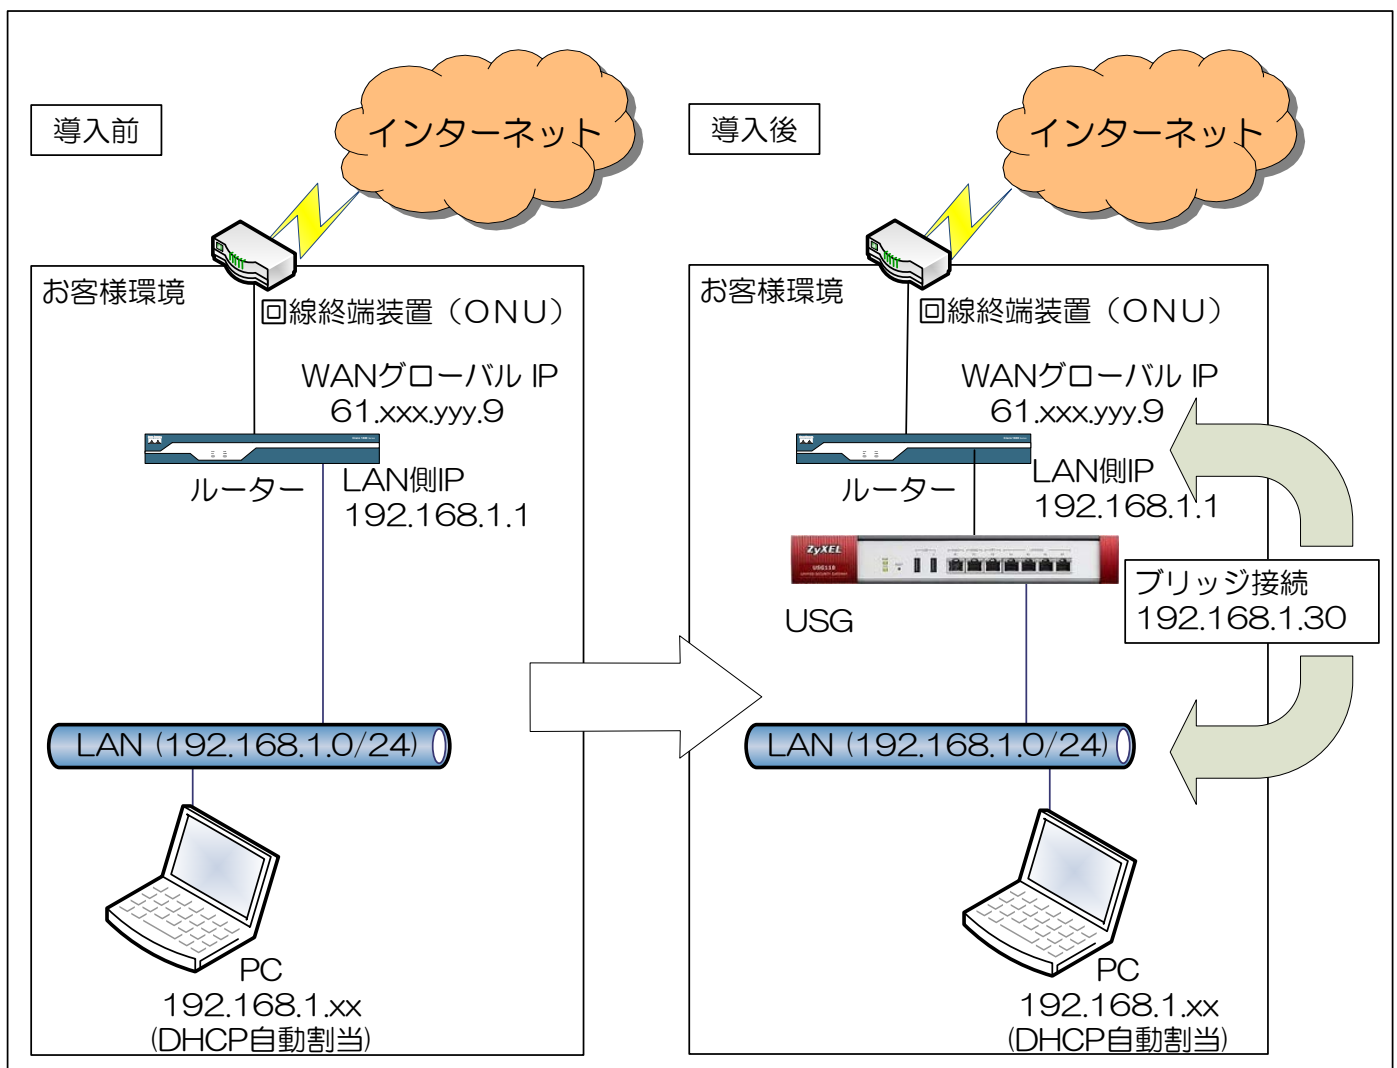 導入前
インターネット
お客様環境
回線終端装置（ONU）
WANグローバル IP
61.xxx.yyy.9
ルーター
LAN側IP
192.168.1.1
LAN (192.168.1.0/24)
PC
192.168.1.xx
(DHCP自動割当)
導入後
インターネット
お客様環境
回線終端装置（ONU）
WANグローバル IP
61.xxx.yyy.9
ルーター
LAN側IP
192.168.1.1
ZyXEL
USG
ブリッジ接続
192.168.1.30
LAN (192.168.1.0/24)
PC
192.168.1.xx
(DHCP自動割当)